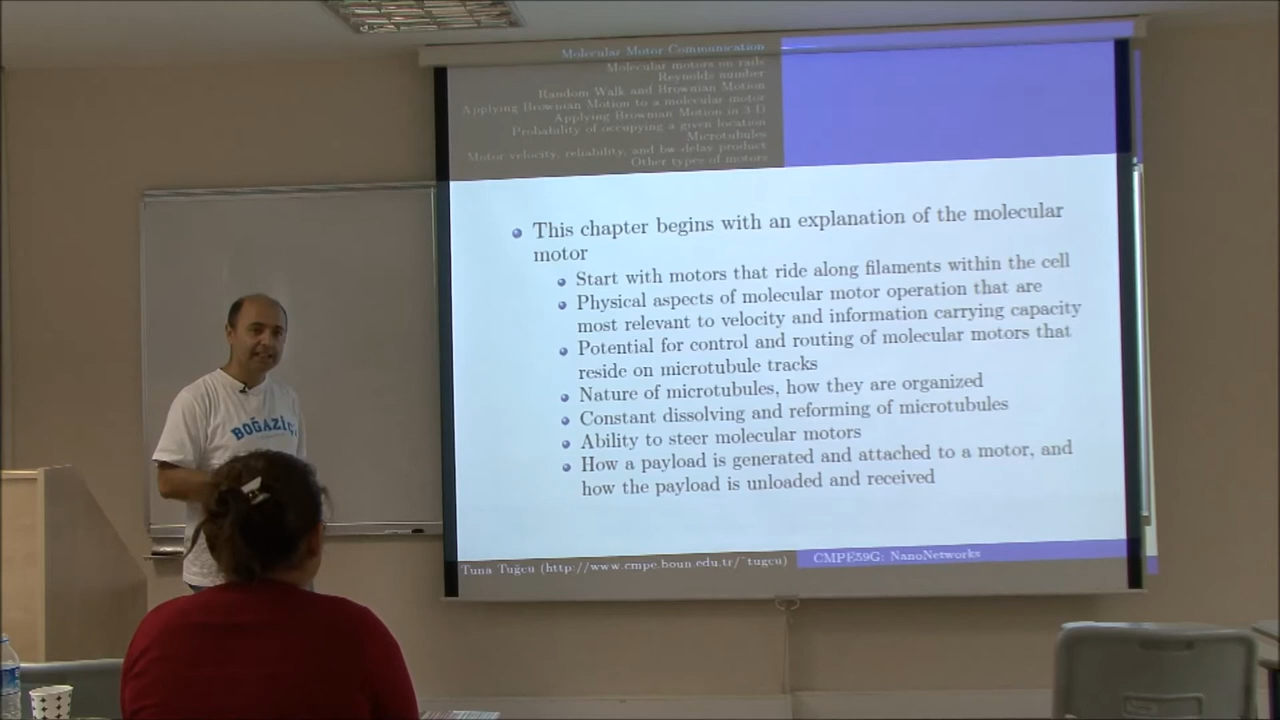 Molecular Motor Communication
Molecular motors on rails
Reynolds number
Random Walk and Brownian Motion
Applying Brownian Motion to a molecular motor
Applying Brownian Motion in 3-D
Probability of occupying a given location
Microtubules
Motor velocity, reliability, and bw-delay product
Other types of motors
This chapter begins with an explanation of the molecular
motor
Start with motors that ride along filaments within the cell
Physical aspects of molecular motor operation that are
most relevant to velocity and information carrying capacity
Potential for control and routing of molecular motors that
reside on microtubule tracks
Nature of microtubules, how they are organized
Constant dissolving and reforming of microtubules
Ability to steer molecular motors
How a payload is generated and attached to a motor, and
how the payload is unloaded and received
Tuna Tuğcu (http://www.cmpe.boun.edu.tr/~tugcu)
CMPE59G: NanoNetworks
BOĞAZİÇİ